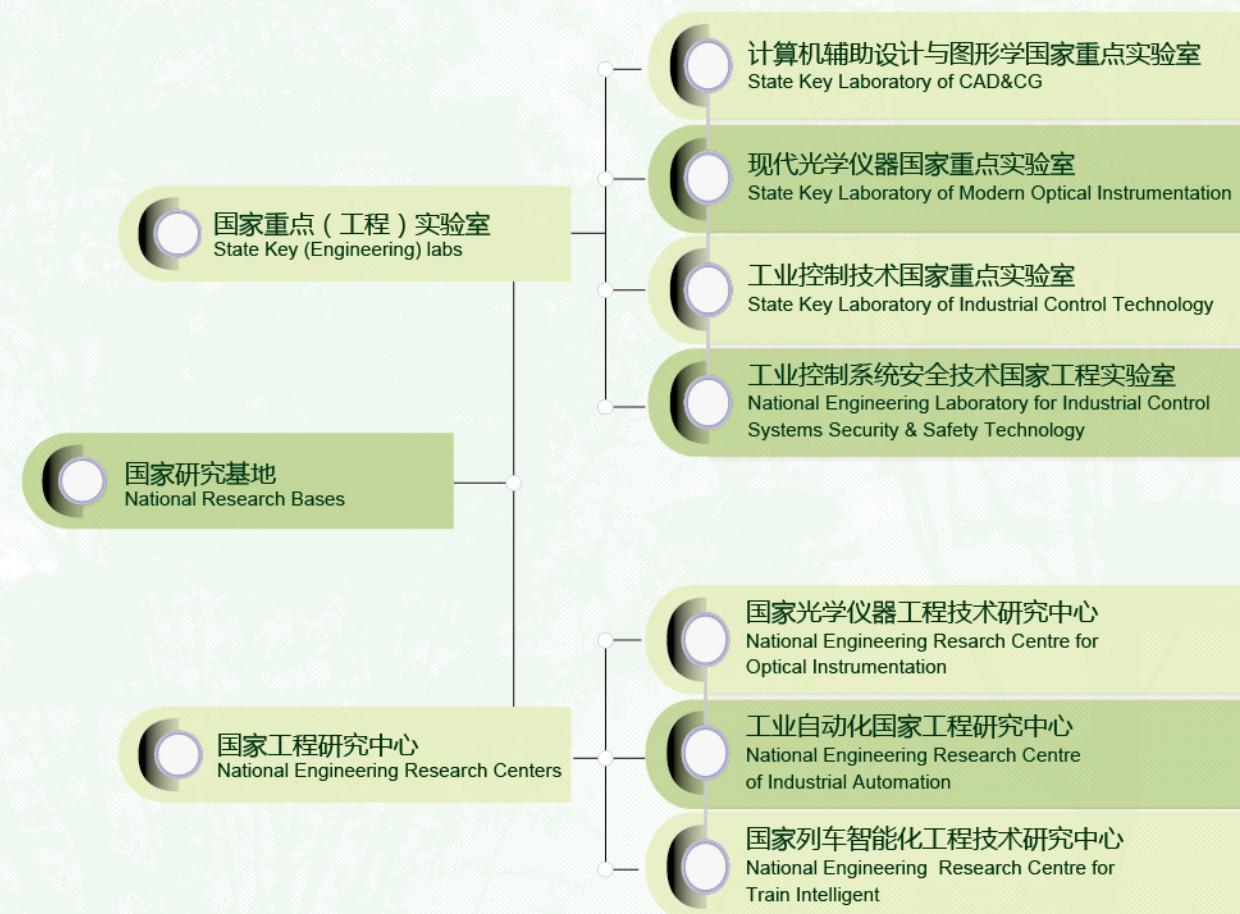 计算机辅助设计与图形学国家重点实验室
State Key Laboratory of CAD&CG
现代光学仪器国家重点实验室
State Key Laboratory of Modern Optical Instrumentation
国家重点（工程）实验室
State Key (Engineering) labs
工业控制技术国家重点实验室
State Key Laboratory of Industrial Control Technology
工业控制系统安全技术国家工程实验室
National Engineering Laboratory for Industrial Control
Systems Security & Safety Technology
国家研究基地
National Research Bases
国家光学仪器工程技术研究中心
National Engineering Resarch Centre for
Optical Instrumentation
国家工程研究中心
National Engineering Research Centers
工业自动化国家工程研究中心
National Engineering Research Centre
of Industrial Automation
国家列车智能化工程技术研究中心
National Engineering  Research Centre for
Train Intelligent